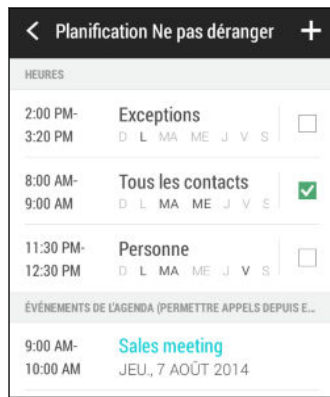 Planification Ne pas déranger
HEURES
2:00 PM- Exceptions
3:20 PM D L MA ME J V S
8:00 AM- Tous les contacts
9:00 AM D L MA ME J V S
11:30 PM- Personne
12:30 PM D L MA ME J V S
ÉVÉNEMENTS DE L'AGENDA (PERMETTRE APPELS DEPUIS E...
9:00 AM- Sales meeting
10:00 AM JEU., 7 AOÛT 2014